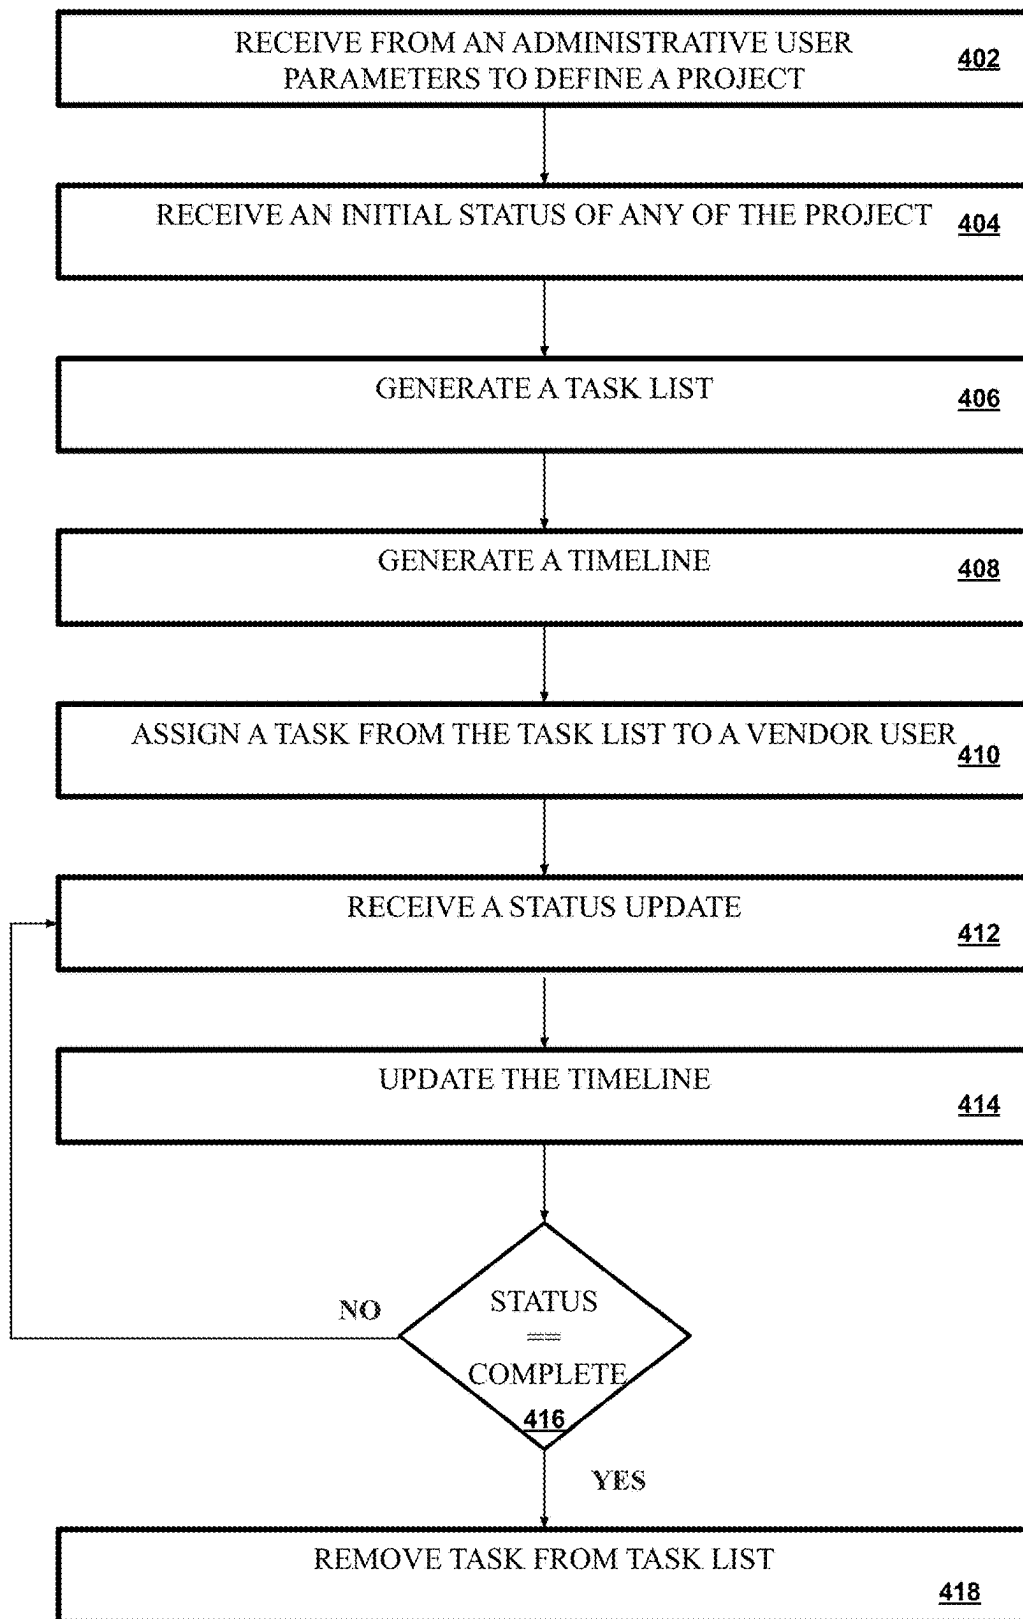 RECEIVE FROM AN ADMINISTRATIVE USER
PARAMETERS TO DEFINE A PROJECT
402
RECEIVE AN INITIAL STATUS OF ANY OF THE PROJECT
404
GENERATE A TASK LIST
406
GENERATE A TIMELINE
408
ASSIGN A TASK FROM THE TASK LIST TO A VENDOR USER
410
RECEIVE A STATUS UPDATE
412
UPDATE THE TIMELINE
414
NO
STATUS
==
COMPLETE
416
YES
REMOVE TASK FROM TASK LIST
418